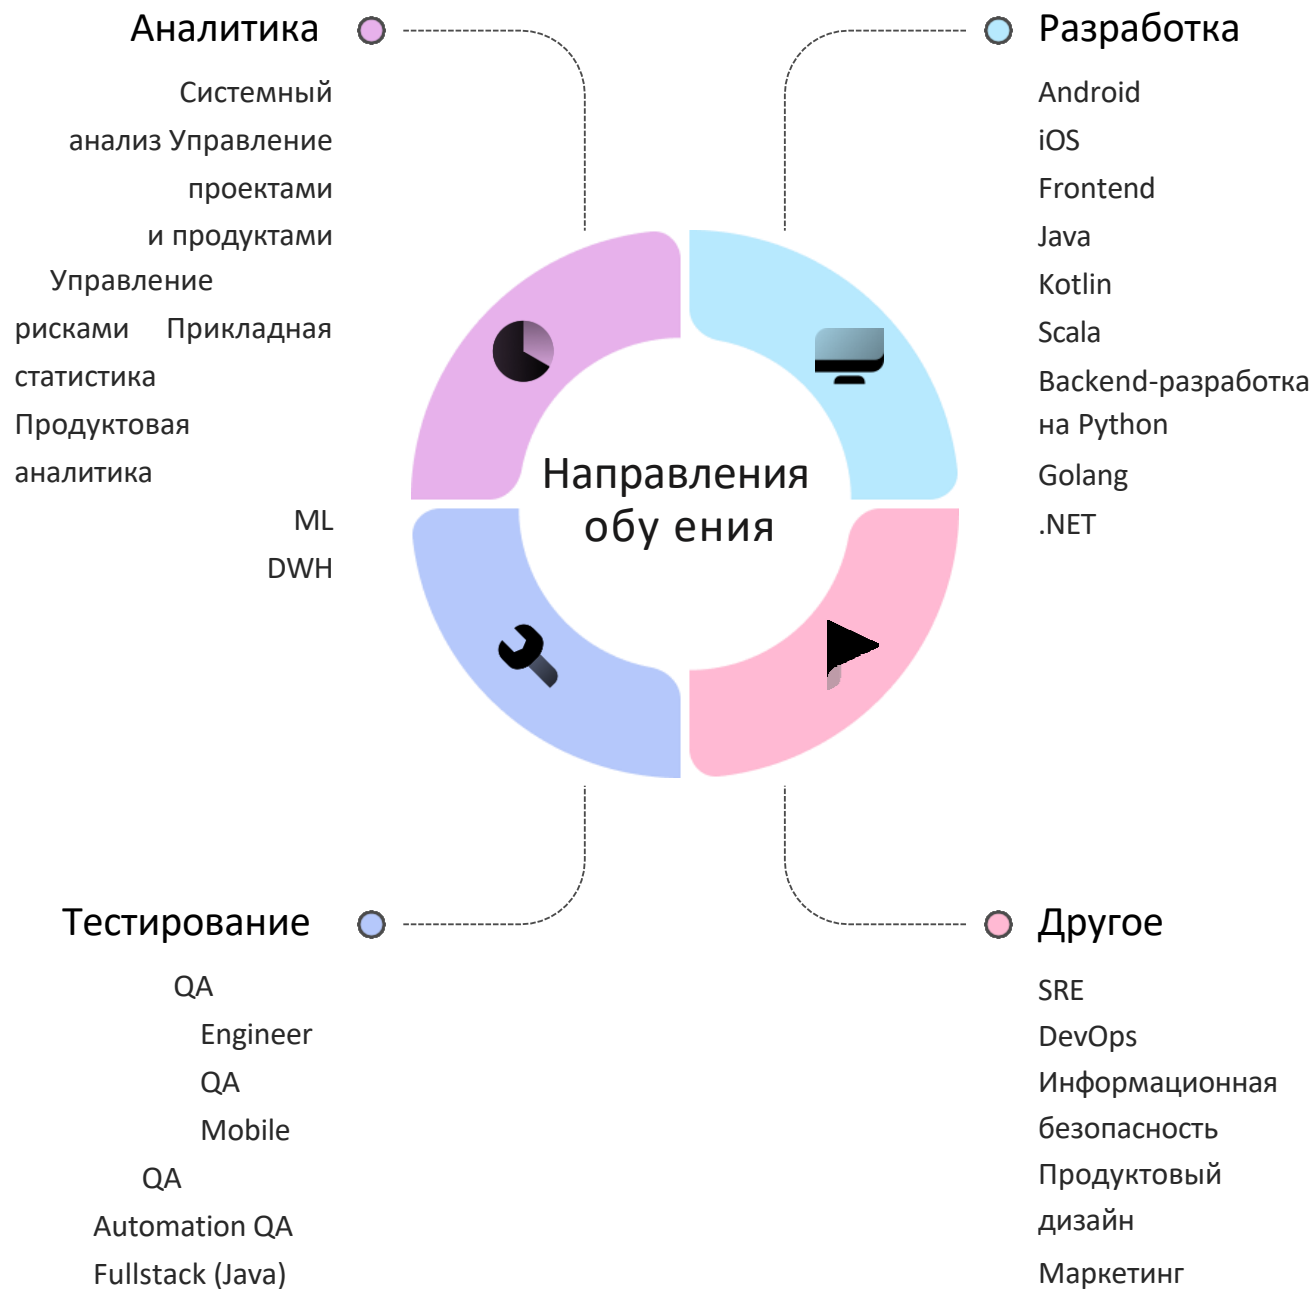 Аналитика
Системный
анализ Управление
проектами
и продуктами
Управление
рисками Прикладная
статистика
Продуктовая
аналитика
ML
DWH
Разработка
Android
iOS
Frontend
Java
Kotlin
Scala
Backend-разработка
на Python
Golang
.NET
Направления
обу ения
Тестирование
QA
Engineer
QA
Mobile
QA
Automation QA
Fullstack (Java)
Другое
SRE
DevOps
Информационная
безопасность
Продуктовый
дизайн
Маркетинг